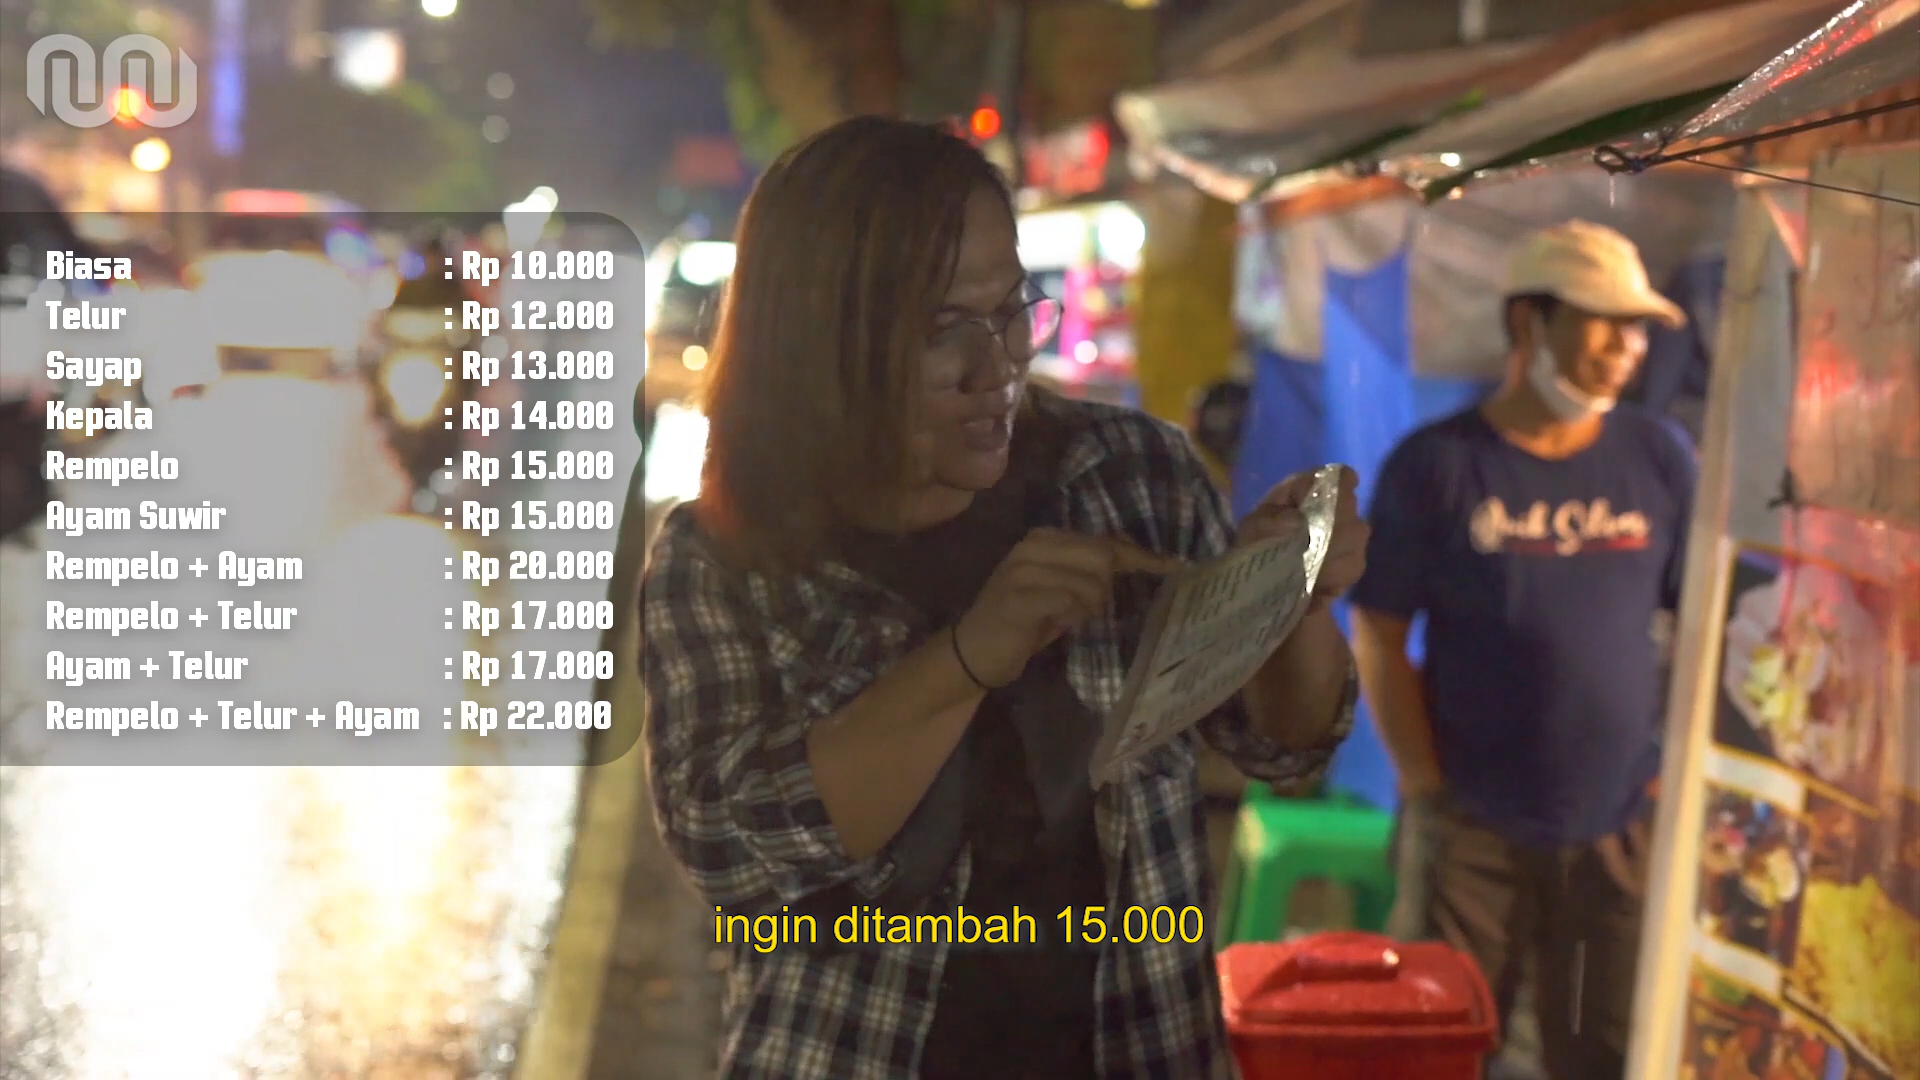 Biasa : Rp 10.000
Telur : Rp 12.000
Sayap : Rp 13.000
Kepala : Rp 14.000
Rempelo : Rp 15.000
Ayam Suwir : Rp 15.000
Rempelo + Ayam : Rp 20.000
Rempelo + Telur : Rp 17.000
Ayam + Telur : Rp 17.000
Rempelo + Telur + Ayam : Rp 22.000
ingin ditambah 15.000